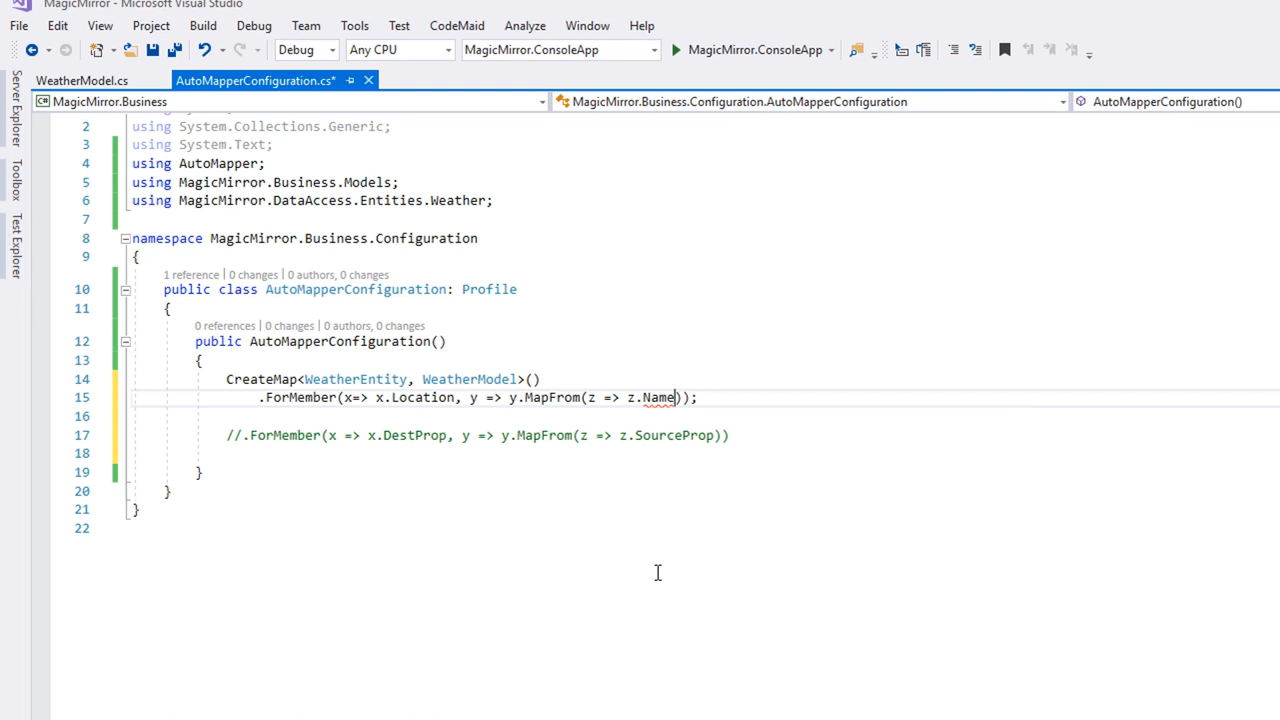 MagicMirror - Microsoft Visual Studio
File Edit View Project Build Debug Team Tools Test CodeMaid Analyze Window Help
Debug Any CPU MagicMirror.ConsoleApp MagicMirror.ConsoleApp
WeatherModel.cs AutoMapperConfiguration.cs*
MagicMirror.Business MagicMirror.Business.Configuration.AutoMapperConfiguration AutoMapperConfiguration()
Server Explorer
Toolbox
Test Explorer
2 using System.Collections.Generic;
3 using System.Text;
4 using AutoMapper;
5 using MagicMirror.Business.Models;
6 using MagicMirror.DataAccess.Entities.Weather;
7
8 namespace MagicMirror.Business.Configuration
9 {
1 reference | 0 changes | 0 authors, 0 changes
10 public class AutoMapperConfiguration: Profile
11 {
0 references | 0 changes | 0 authors, 0 changes
12 public AutoMapperConfiguration()
13 {
14 CreateMap<WeatherEntity, WeatherModel>()
15 .ForMember(x=> x.Location, y => y.MapFrom(z => z.Name));
16
17 //.ForMember(x => x.DestProp, y => y.MapFrom(z => z.SourceProp))
18
19 }
20 }
21 }
22